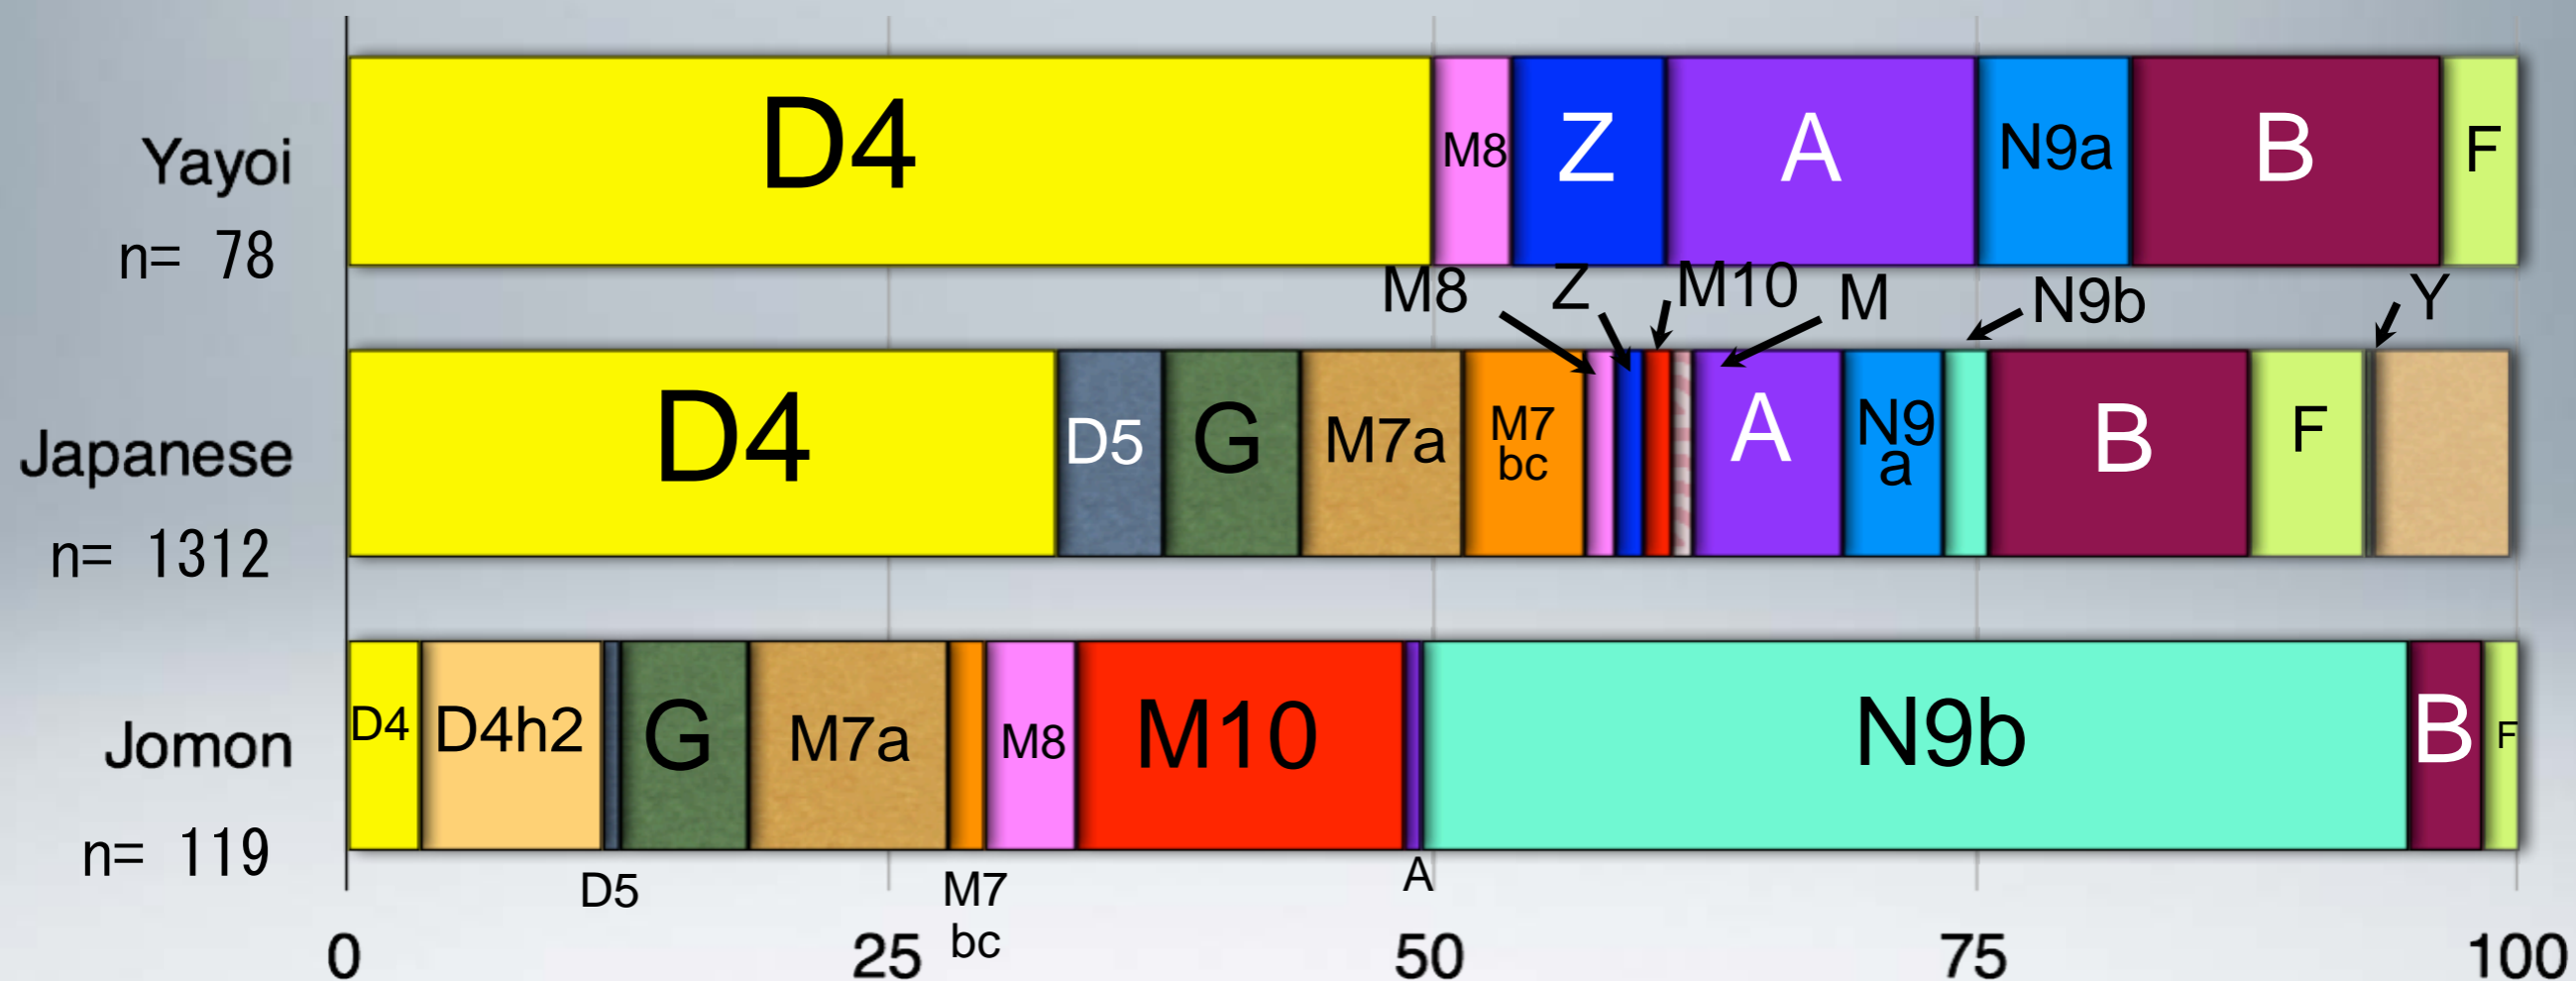 D4
M8
Z
A
N9a
B
F
Yayoi
n= 78
M8
Z
M10
M
N9b
Y
D4
D5
G
M7a
M7
bc
A
N9
a
B
F
Japanese
n= 1312
D4
D4h2
G
M7a
M8
M10
N9b
B
F
Jomon
n= 119
D5
M7
bc
A
0
25
50
75
100